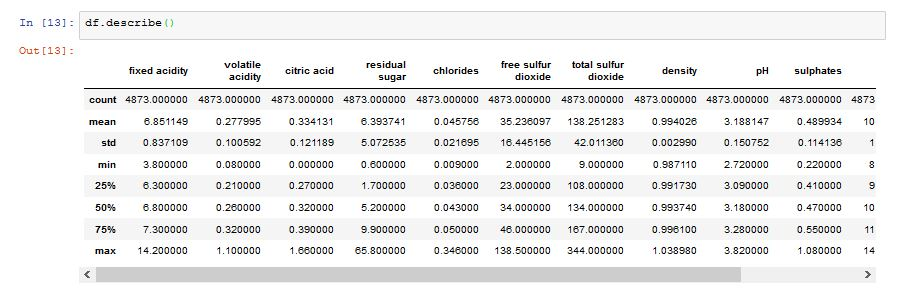 In [13]: df.describe()
Out[13]:
fixed acidity volatile acidity citric acid residual sugar chlorides free sulfur dioxide total sulfur dioxide density pH sulphates
count 4873.000000 4873.000000 4873.000000 4873.000000 4873.000000 4873.000000 4873.000000 4873.000000 4873.000000 4873.000000 4873
mean 6.851149 0.277995 0.334131 6.393741 0.045756 35.236097 138.251283 0.994026 3.188147 0.489934 10
std 0.837109 0.100592 0.121189 5.072535 0.021695 16.445156 42.011360 0.002990 0.150752 0.114136 1
min 3.800000 0.080000 0.000000 0.600000 0.009000 2.000000 9.000000 0.987110 2.720000 0.220000 8
25% 6.300000 0.210000 0.270000 1.700000 0.036000 23.000000 108.000000 0.991730 3.090000 0.410000 9
50% 6.800000 0.260000 0.320000 5.200000 0.043000 34.000000 134.000000 0.993740 3.180000 0.470000 10
75% 7.300000 0.320000 0.390000 9.900000 0.050000 46.000000 167.000000 0.996100 3.280000 0.550000 11
max 14.200000 1.100000 1.660000 65.800000 0.346000 138.500000 344.000000 1.038980 3.820000 1.080000 14